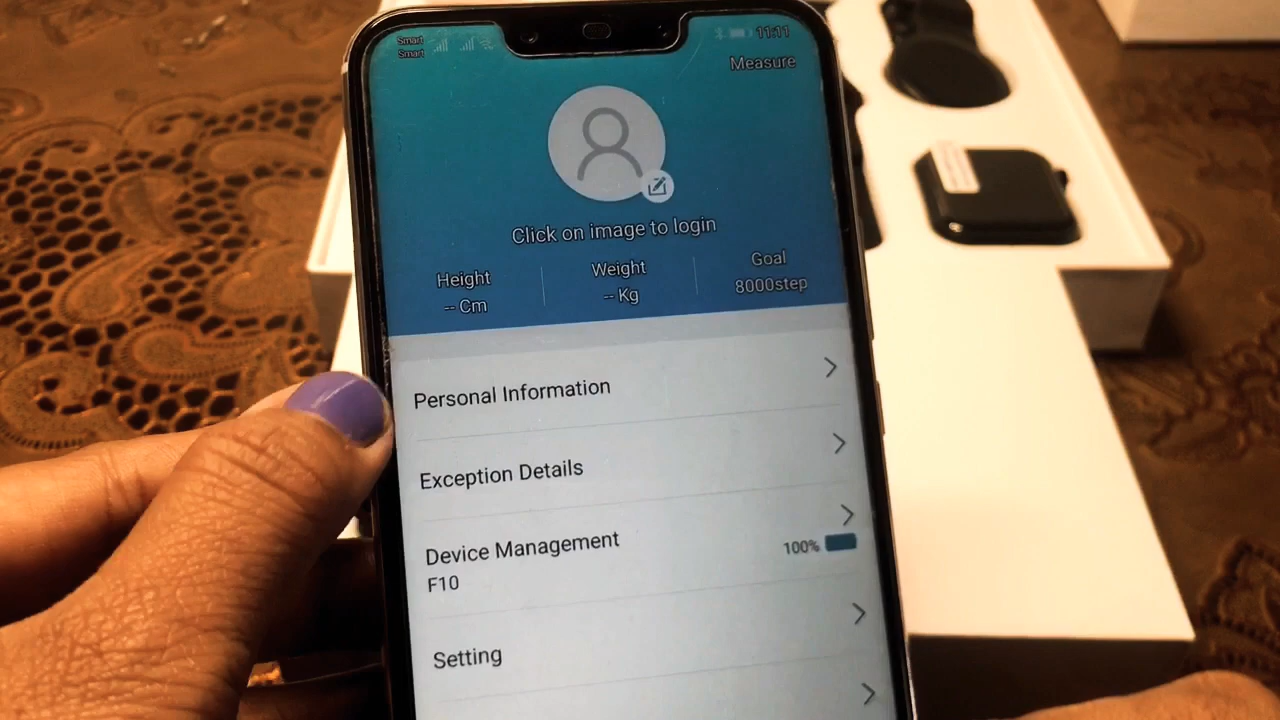 Smart
Smart
11:11
Measure
Click on image to login
Height
-- Cm
Weight
-- Kg
Goal
8000step
Personal Information
Exception Details
Device Management
F10
100%
Setting